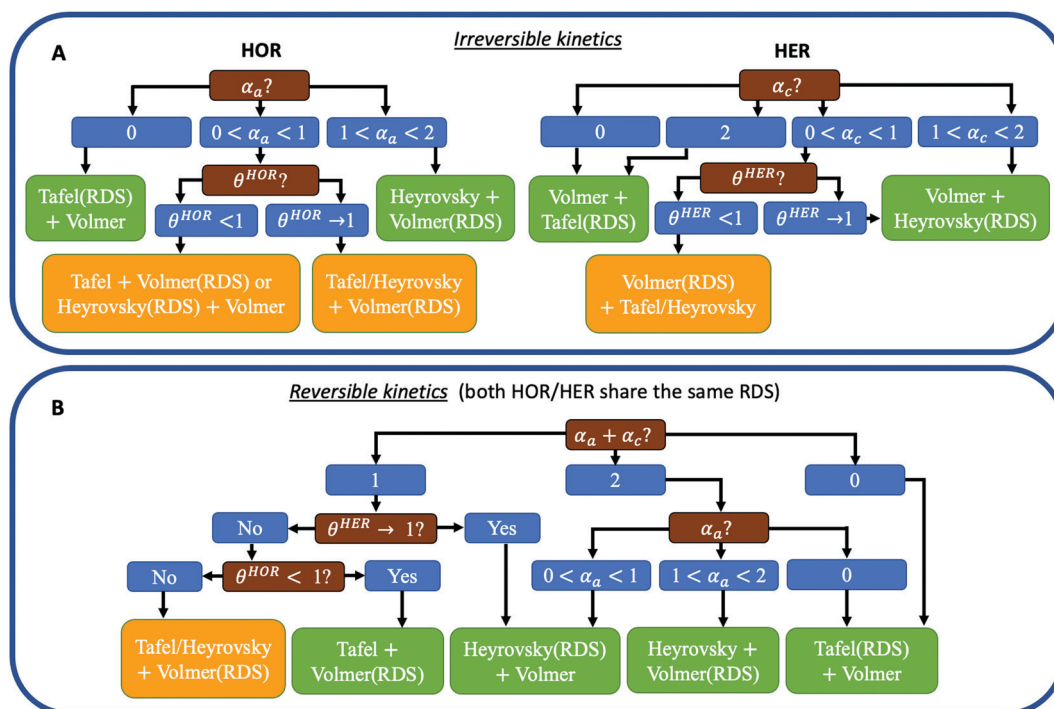 Irreversible kinetics
A
HOR
HER
α_a?
α_c?
0
0 < α_a < 1
1 < α_a < 2
0
2
0 < α_c < 1
1 < α_c < 2
θ^HOR?
θ^HER?
Tafel(RDS)
+ Volmer
Heyrovsky +
Volmer(RDS)
Volmer +
Tafel(RDS)
Volmer +
Heyrovsky(RDS)
θ^HOR <1
θ^HOR →1
θ^HER <1
θ^HER →1
Tafel + Volmer(RDS) or
Heyrovsky(RDS) + Volmer
Tafel/Heyrovsky
+ Volmer(RDS)
Volmer(RDS)
+ Tafel/Heyrovsky
B
Reversible kinetics (both HOR/HER share the same RDS)
α_a + α_c?
1
2
0
No
θ^HER → 1?
Yes
α_a?
No
θ^HOR < 1?
Yes
0 < α_a < 1
1 < α_a < 2
0
Tafel/Heyrovsky
+ Volmer(RDS)
Tafel +
Volmer(RDS)
Heyrovsky(RDS)
+ Volmer
Heyrovsky +
Volmer(RDS)
Tafel(RDS)
+ Volmer